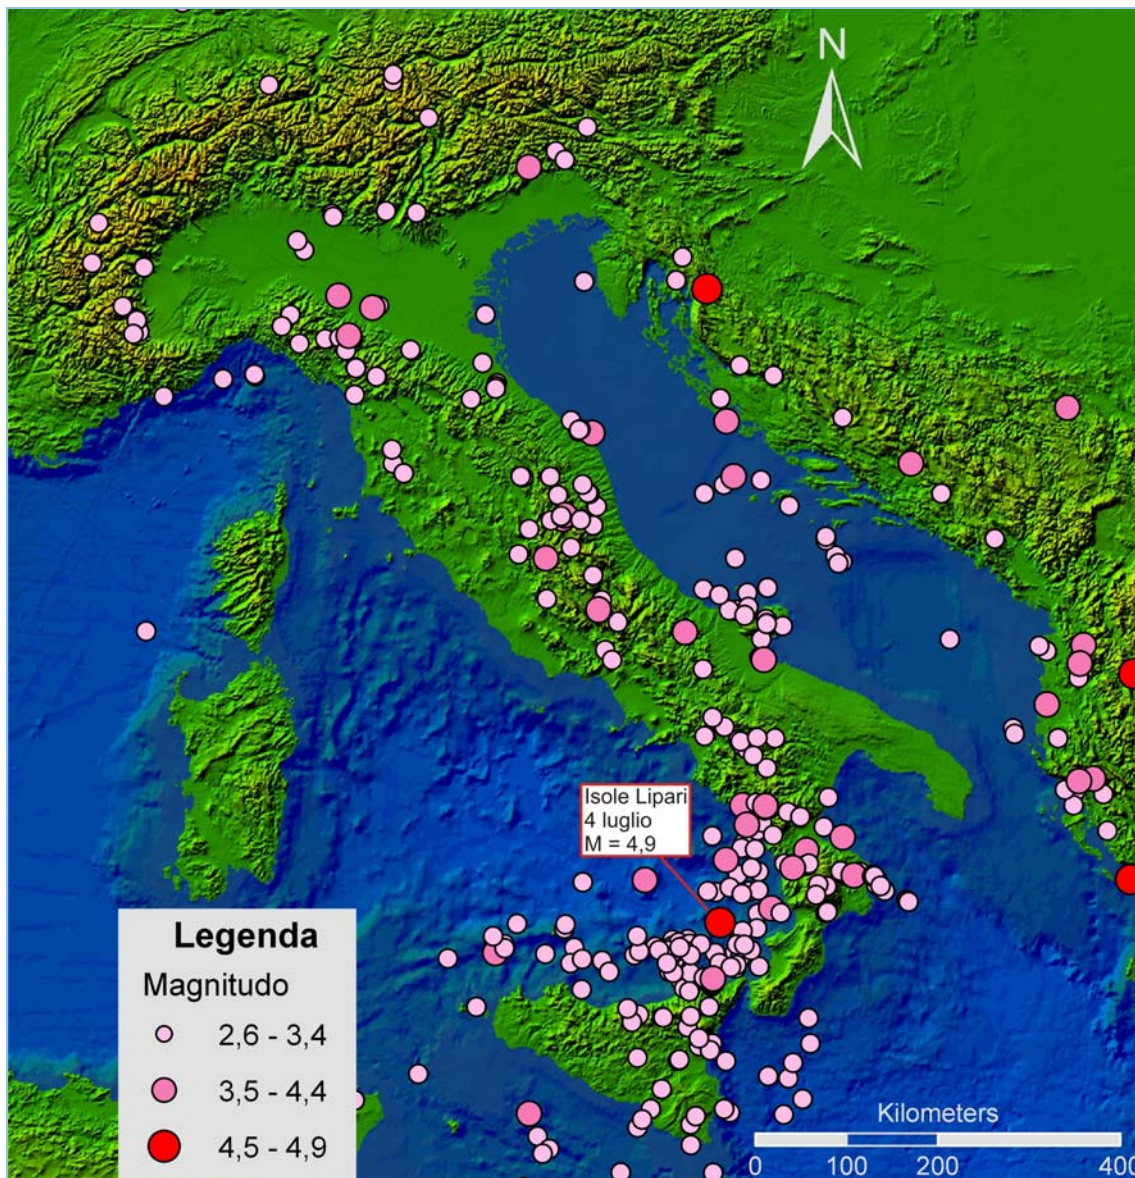 N
Isole Lipari
4 luglio
M = 4,9
Legenda
Magnitudo
2,6 - 3,4
3,5 - 4,4
4,5 - 4,9
Kilometers
0 100 200 400